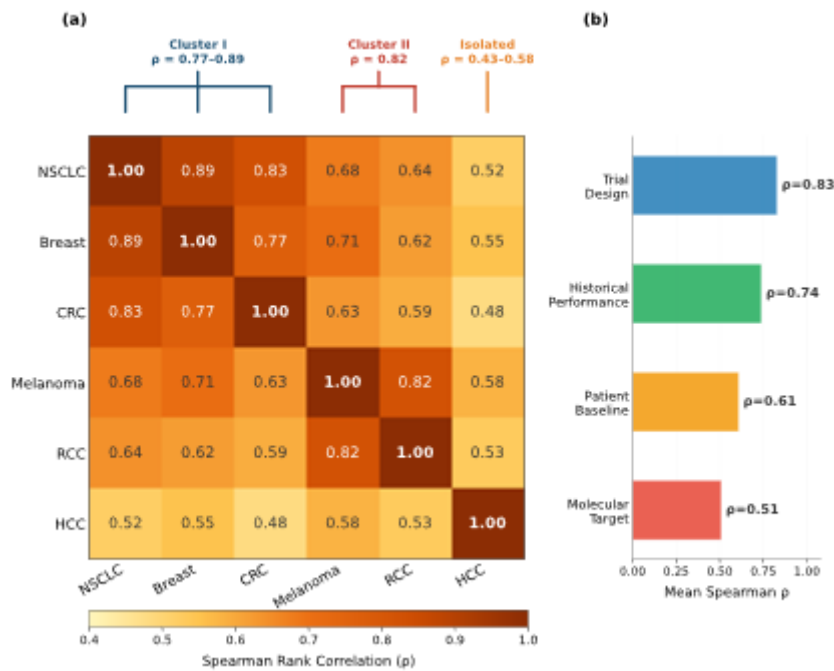 (a)
Cluster I
ρ = 0.77–0.89
Cluster II
ρ = 0.82
Isolated
ρ = 0.43–0.58
NSCLC 1.00 0.89 0.83 0.68 0.64 0.52
Breast 0.89 1.00 0.77 0.71 0.62 0.55
CRC 0.83 0.77 1.00 0.63 0.59 0.48
Melanoma 0.68 0.71 0.63 1.00 0.82 0.58
RCC 0.64 0.62 0.59 0.82 1.00 0.53
HCC 0.52 0.55 0.48 0.58 0.53 1.00
NSCLC Breast CRC Melanoma RCC HCC
0.4 0.5 0.6 0.7 0.8 0.9 1.0
Spearman Rank Correlation (ρ)
(b)
Trial
Design
ρ=0.83
Historical
Performance
ρ=0.74
Patient
Baseline
ρ=0.61
Molecular
Target
ρ=0.51
0.00 0.25 0.50 0.75 1.00
Mean Spearman ρ